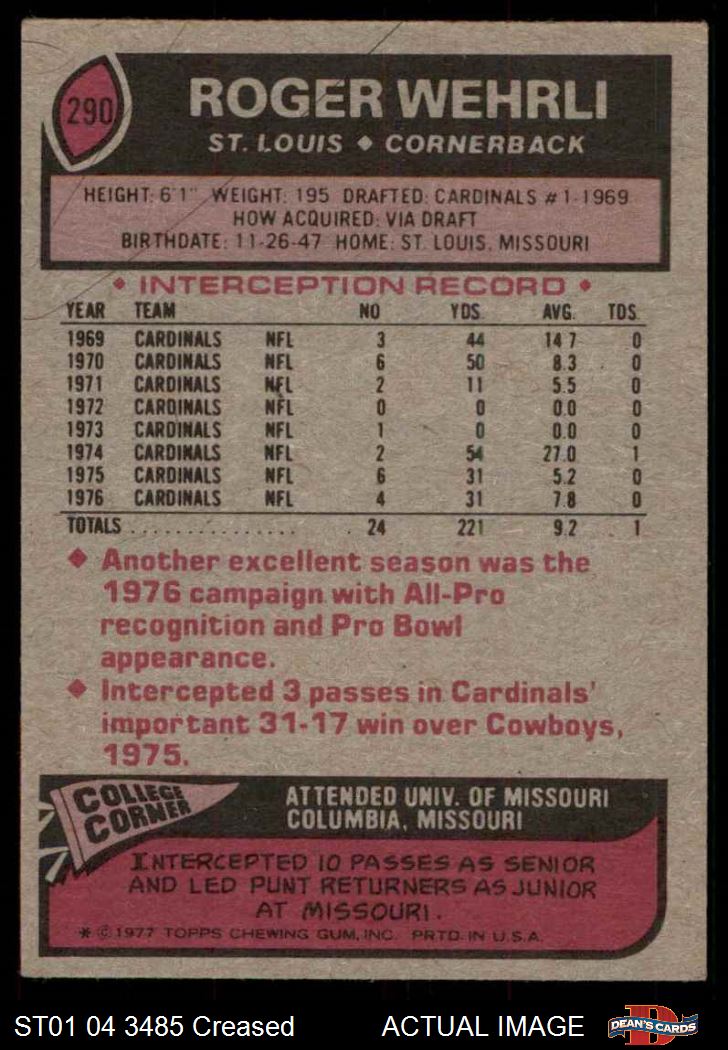 290
ROGER WEHRLI
ST. LOUIS ◆ CORNERBACK
HEIGHT: 6'1" WEIGHT: 195 DRAFTED: CARDINALS #1-1969
HOW ACQUIRED: VIA DRAFT
BIRTHDATE: 11-26-47 HOME: ST. LOUIS, MISSOURI
◆ INTERCEPTION RECORD ◆
YEAR TEAM NO YDS. AVG. TDS.
1969 CARDINALS NFL 3 44 14.7 0
1970 CARDINALS NFL 6 50 8.3 0
1971 CARDINALS NFL 2 11 5.5 0
1972 CARDINALS NFL 0 0 0.0 0
1973 CARDINALS NFL 1 0 0.0 0
1974 CARDINALS NFL 2 54 27.0 1
1975 CARDINALS NFL 6 31 5.2 0
1976 CARDINALS NFL 4 31 7.8 0
TOTALS ................ 24 221 9.2 1
◆ Another excellent season was the
1976 campaign with All-Pro
recognition and Pro Bowl
appearance.
◆ Intercepted 3 passes in Cardinals'
important 31-17 win over Cowboys,
1975.
COLLEGE
CORNER
ATTENDED UNIV. OF MISSOURI
COLUMBIA, MISSOURI
INTERCEPTED 10 PASSES AS SENIOR
AND LED PUNT RETURNERS AS JUNIOR
AT MISSOURI.
* © 1977 TOPPS CHEWING GUM, INC. PRTD. IN U.S.A.
ST01 04 3485 Creased ACTUAL IMAGE
D
DEAN'S CARDS